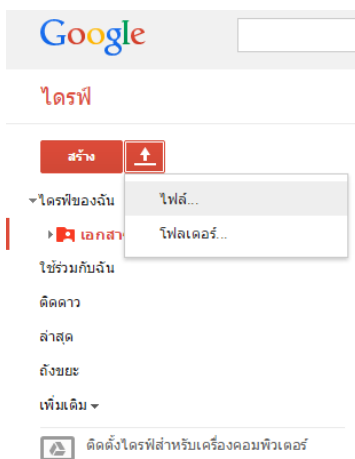 Google
ไดรฟ์
สร้าง
ไดรฟ์ของฉัน
ไฟล์...
โฟลเดอร์...
ใช้ร่วมกับฉัน
ติดดาว
ล่าสุด
ถังขยะ
เพิ่มเติม
ติดตั้งไดรฟ์สำหรับเครื่องคอมพิวเตอร์